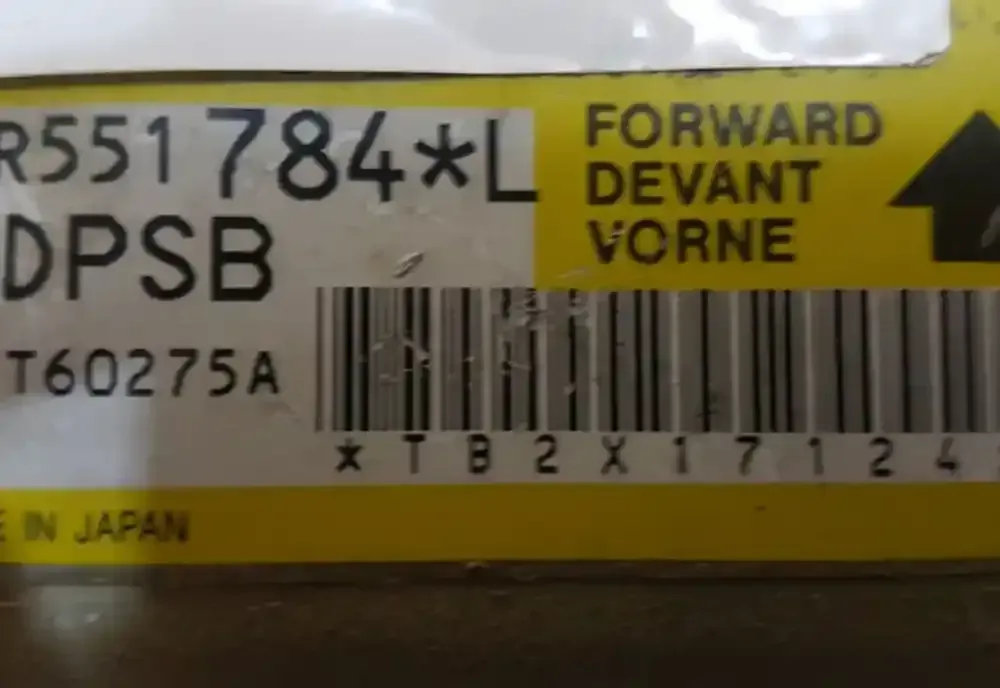 R551784*L
DPSB
T60275A
FORWARD
DEVANT
VORNE
*TB2X17124
E IN JAPAN